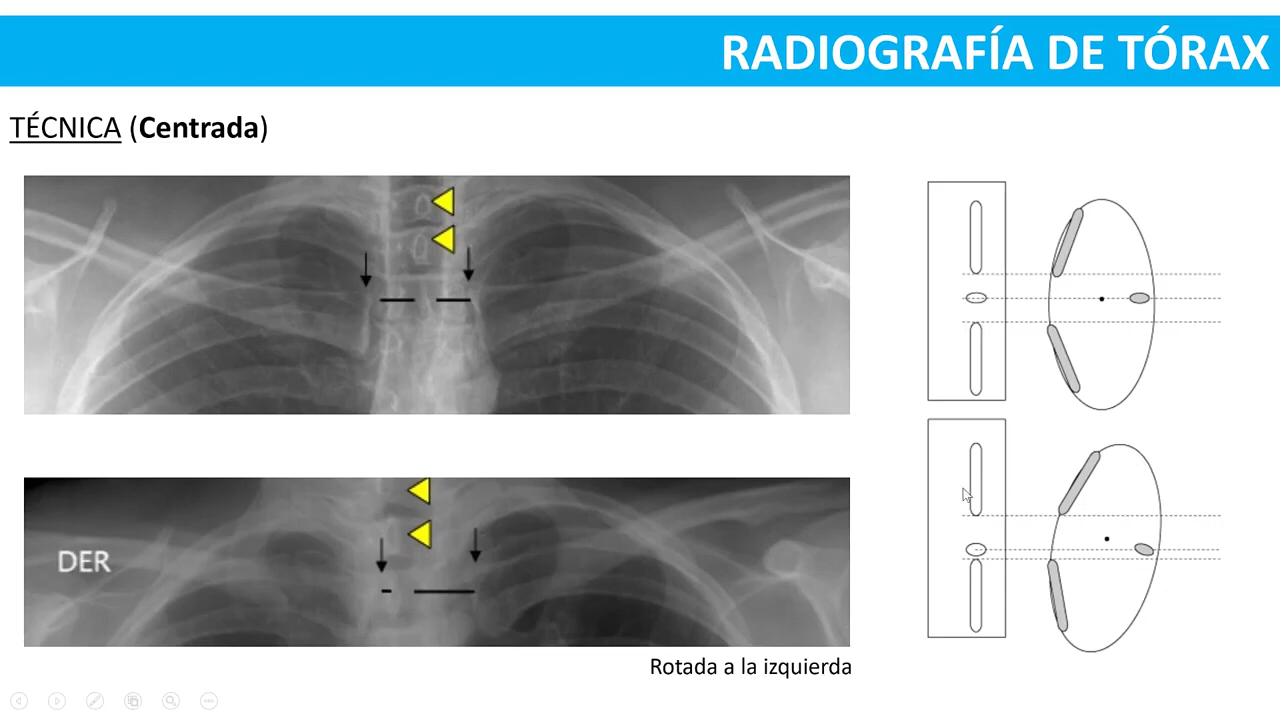 RADIOGRAFÍA DE TÓRAX
TÉCNICA (Centrada)
DER
Rotada a la izquierda